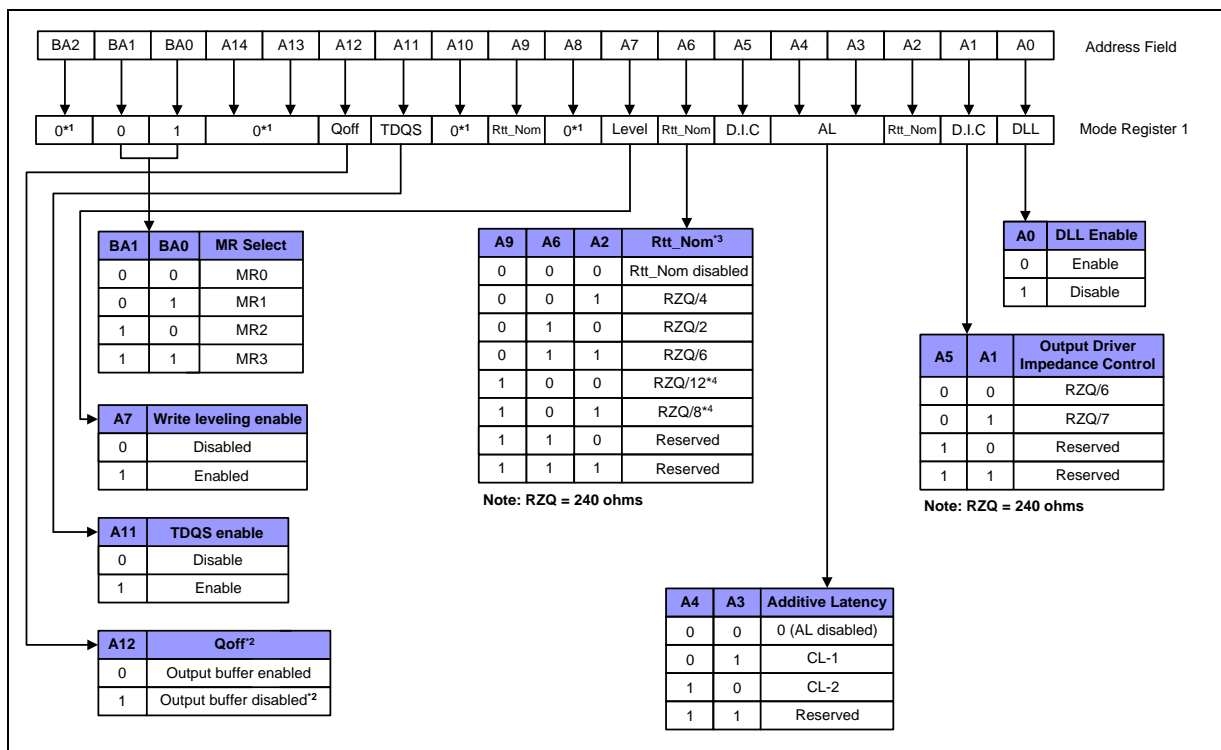 BA2 BA1 BA0 A14 A13 A12 A11 A10 A9 A8 A7 A6 A5 A4 A3 A2 A1 A0 Address Field
0*1 0 1 0*1 Qoff TDQS 0*1 Rtt_Nom 0*1 Level Rtt_Nom D.I.C AL Rtt_Nom D.I.C DLL Mode Register 1
BA1 BA0 MR Select
0 0 MR0
0 1 MR1
1 0 MR2
1 1 MR3
A7 Write leveling enable
0 Disabled
1 Enabled
A11 TDQS enable
0 Disable
1 Enable
A12 Qoff*2
0 Output buffer enabled
1 Output buffer disabled*2
A9 A6 A2 Rtt_Nom*3
0 0 0 Rtt_Nom disabled
0 0 1 RZQ/4
0 1 0 RZQ/2
0 1 1 RZQ/6
1 0 0 RZQ/12*4
1 0 1 RZQ/8*4
1 1 0 Reserved
1 1 1 Reserved
Note: RZQ = 240 ohms
A4 A3 Additive Latency
0 0 0 (AL disabled)
0 1 CL-1
1 0 CL-2
1 1 Reserved
A0 DLL Enable
0 Enable
1 Disable
A5 A1 Output Driver
Impedance Control
0 0 RZQ/6
0 1 RZQ/7
1 0 Reserved
1 1 Reserved
Note: RZQ = 240 ohms